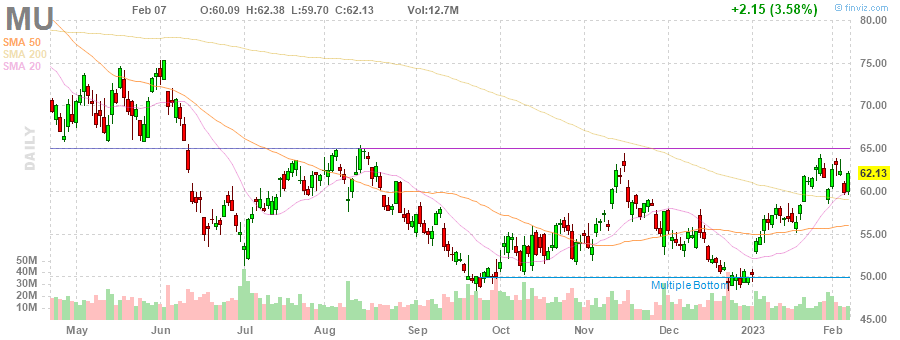 MU
Feb 07 O:60.09 H:62.38 L:59.70 C:62.13 Vol:12.7M +2.15 (3.58%)
© finviz.com
SMA 50
SMA 200
SMA 20
DAILY
80.00
75.00
70.00
65.00
62.13
60.00
55.00
50.00
45.00
50M
40M
30M
20M
10M
Multiple Bottom
May Jun Jul Aug Sep Oct Nov Dec 2023 Feb